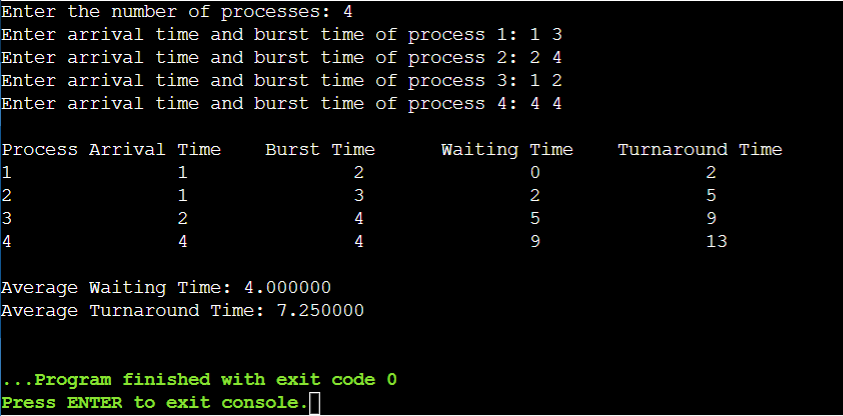 Enter the number of processes: 4
Enter arrival time and burst time of process 1: 1 3
Enter arrival time and burst time of process 2: 2 4
Enter arrival time and burst time of process 3: 1 2
Enter arrival time and burst time of process 4: 4 4
Process Arrival Time    Burst Time      Waiting Time    Turnaround Time
1               1               2               0               2
2               1               3               2               5
3               2               4               5               9
4               4               4               9               13
Average Waiting Time: 4.000000
Average Turnaround Time: 7.250000
...Program finished with exit code 0
Press ENTER to exit console.